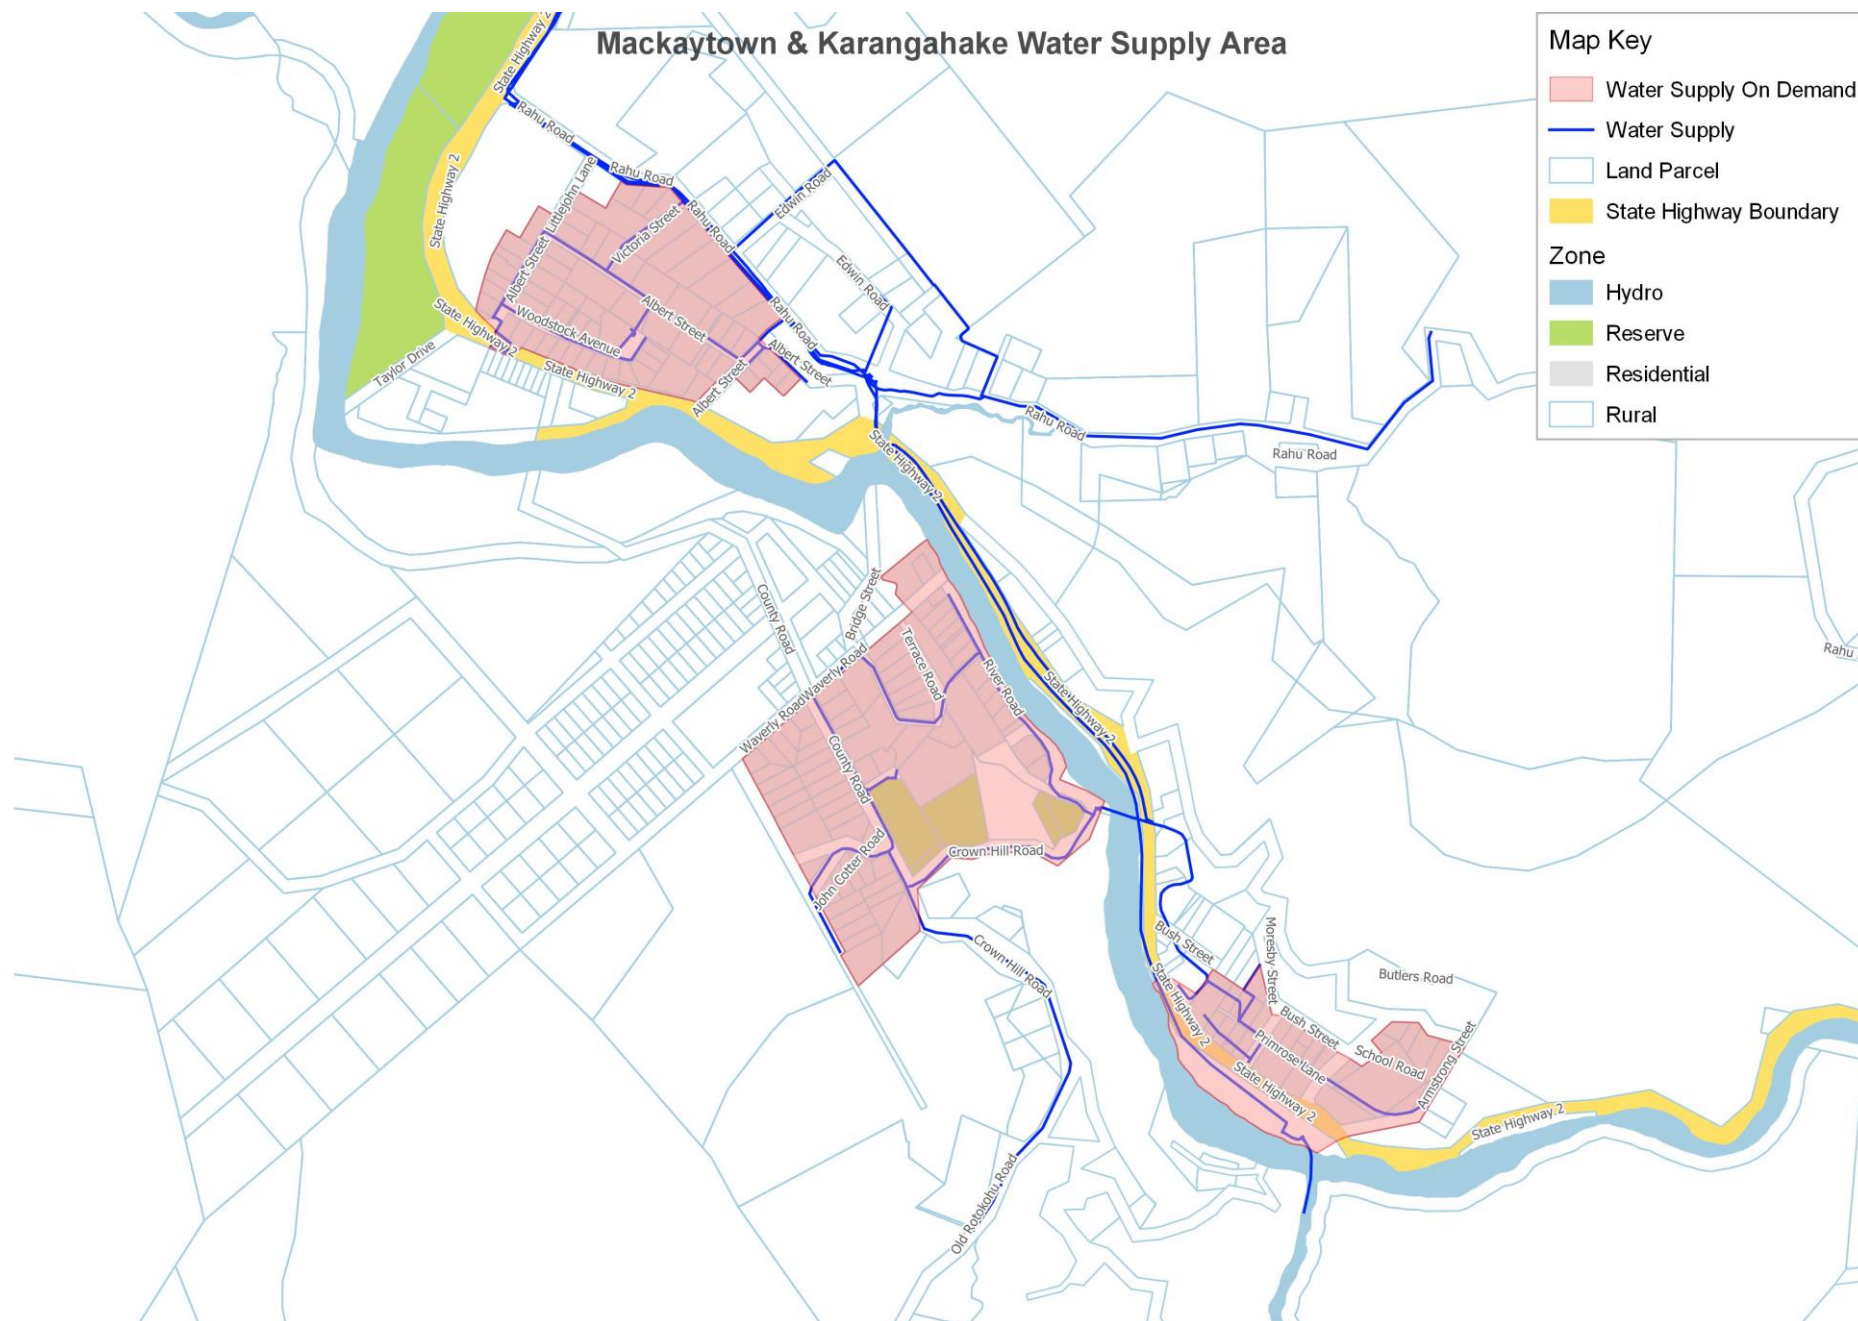 Mackaytown & Karangahake Water Supply Area
Map Key
Water Supply On Demand
Water Supply
Land Parcel
State Highway Boundary
Zone
Hydro
Reserve
Residential
Rural
State Highway 2
Rahu Road
Rahu Road
Littlejohn Lane
State Highway 2
Victoria Street
Rahu Road
Edwin Road
Albert Street
Edwin Road
State Highway 2
Woodstock Avenue
Albert Street
Rahu Road
Taylor Drive
State Highway 2
Albert Street
Albert Street
Rahu Road
Rahu Road
State Highway 2
County Road
Bridge Street
Terrace Road
Waverly Road
Waverly Road
River Road
State Highway 2
Rahu
County Road
John Cotter Road
Crown Hill Road
Crown Hill Road
Bush Street
Moresby Street
Butlers Road
State Highway 2
Bush Street
Primrose Lane
School Road
Armstrong Street
State Highway 2
State Highway 2
Old Rotokohu Road